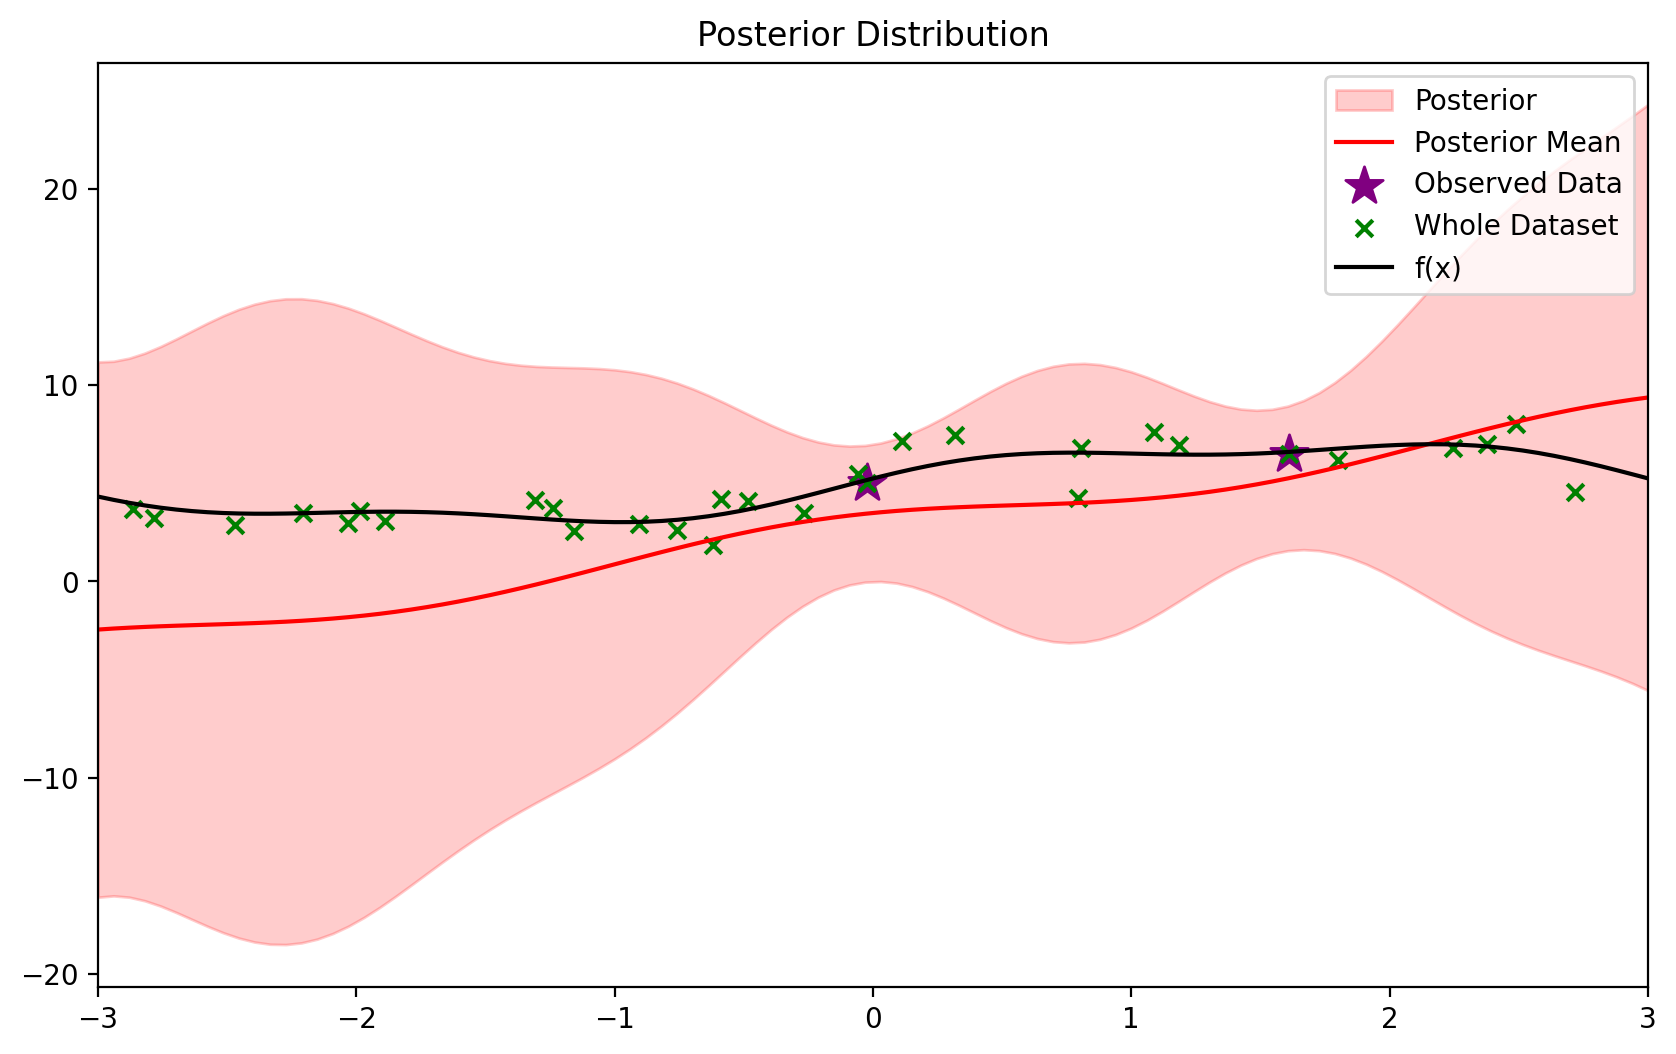 Posterior Distribution
Posterior
Posterior Mean
Observed Data
Whole Dataset
f(x)
20
10
0
−10
−20
−3 −2 −1 0 1 2 3